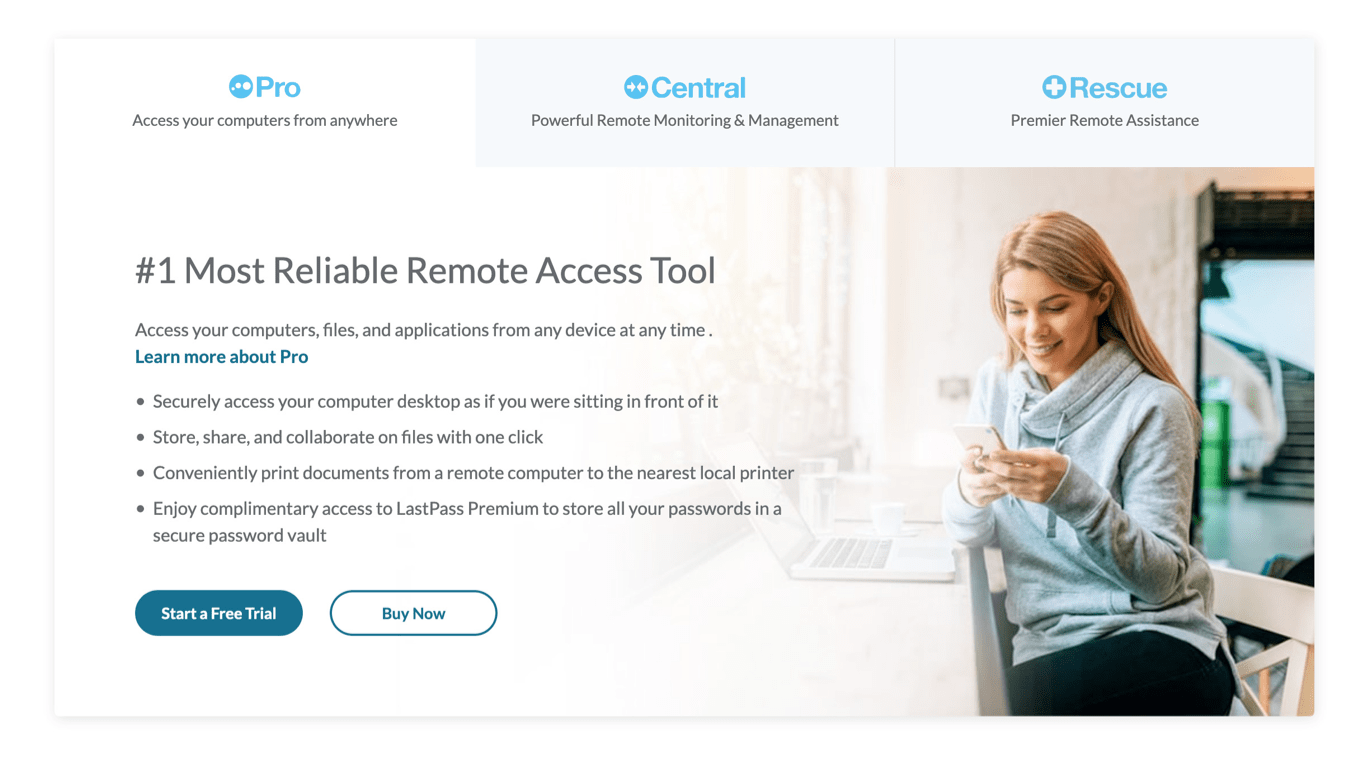 Pro
Access your computers from anywhere
Central
Powerful Remote Monitoring & Management
Rescue
Premier Remote Assistance
#1 Most Reliable Remote Access Tool
Access your computers, files, and applications from any device at any time .
Learn more about Pro
• Securely access your computer desktop as if you were sitting in front of it
• Store, share, and collaborate on files with one click
• Conveniently print documents from a remote computer to the nearest local printer
• Enjoy complimentary access to LastPass Premium to store all your passwords in a
secure password vault
Start a Free Trial
Buy Now